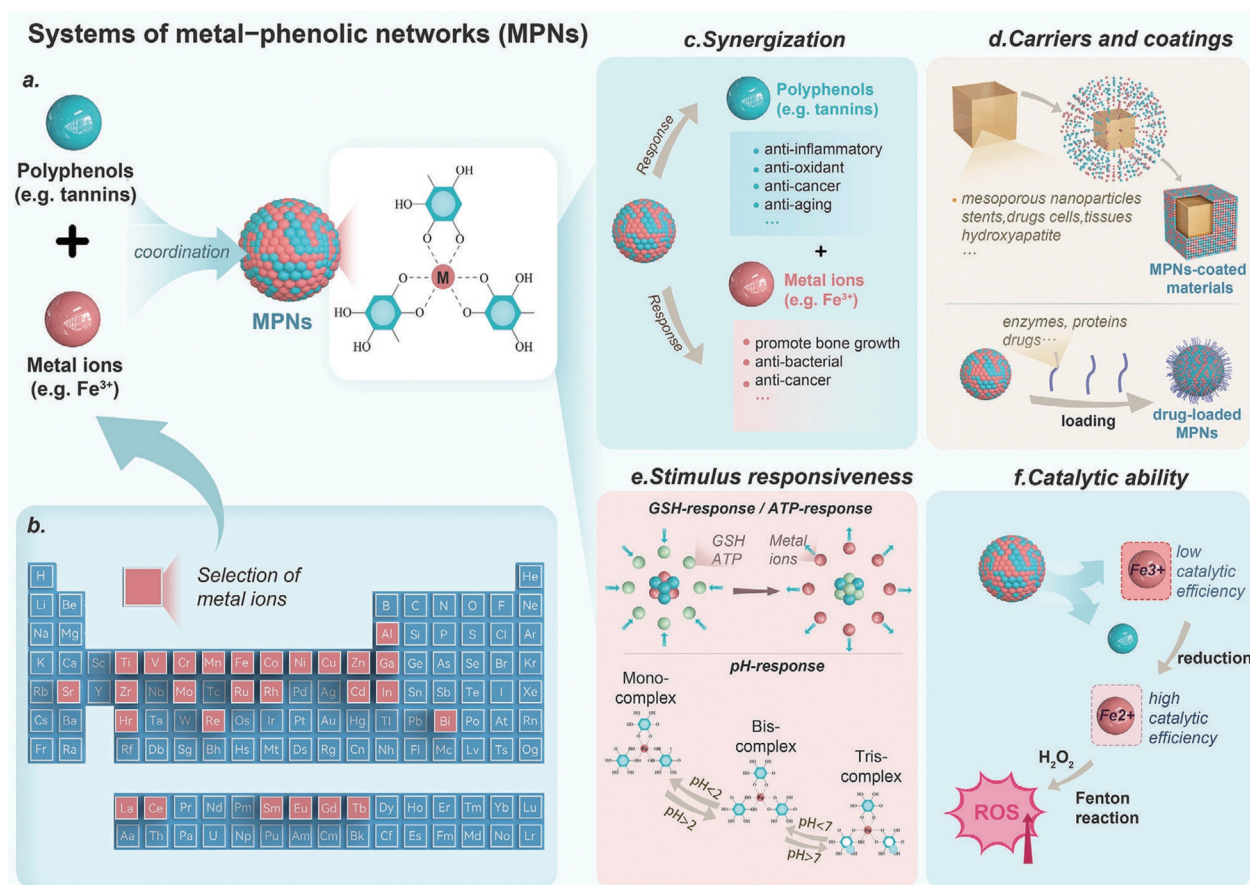 Systems of metal–phenolic networks (MPNs)
a.
Polyphenols
(e.g. tannins)
+
Metal ions
(e.g. Fe³⁺)
coordination
MPNs
OH
HO
OH
O
O
M
O
O
O
O
HO
HO
OH
OH
OH
b.
Selection of
metal ions
H He
Li Be B C N O F Ne
Na Mg Al Si P S Cl Ar
K Ca Sc Ti V Cr Mn Fe Co Ni Cu Zn Ga Ge As Se Br Kr
Rb Sr Y Zr Nb Mo Tc Ru Rh Pd Ag Cd In Sn Sb Te I Xe
Cs Ba Hr Ta W Re Os Ir Pt Au Hg Tl Pb Bi Po At Rn
Fr Ra Rf Db Sg Bh Hs Mt Ds Rg Cn Nh Fl Mc Lv Ts Og
La Ce Pr Nd Pm Sm Eu Gd Tb Dy Ho Er Tm Yb Lu
Aa Th Pa U Np Pu Am Cm Bk Cf Es Fm Md No Lr
c.Synergization
Response
Response
Polyphenols
(e.g. tannins)
• anti-inflammatory
• anti-oxidant
• anti-cancer
• anti-aging
...
+
Metal ions
(e.g. Fe³⁺)
• promote bone growth
• anti-bacterial
• anti-cancer
...
d.Carriers and coatings
• mesoporous nanoparticles
stents,drugs cells,tissues
hydroxyapatite
...
MPNs-coated
materials
enzymes, proteins
drugs...
loading
drug-loaded
MPNs
e.Stimulus responsiveness
GSH-response / ATP-response
GSH
ATP
Metal
ions
pH-response
Mono-
complex
Bis-
complex
Tris-
complex
pH<2
pH>2
pH<7
pH>7
f.Catalytic ability
Fe3+
low
catalytic
efficiency
reduction
Fe2+
high
catalytic
efficiency
H₂O₂
Fenton
reaction
ROS